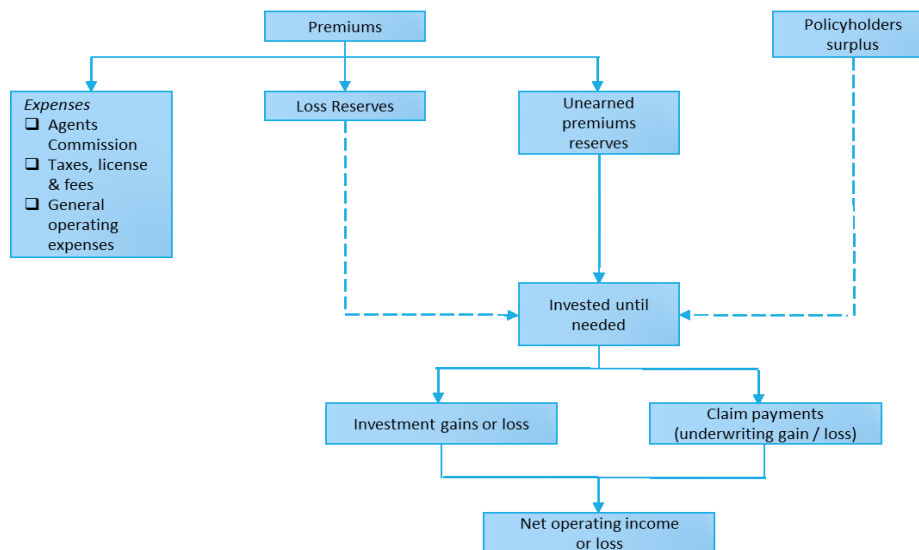 Premiums
Policyholders
surplus
Expenses
❑ Agents
Commission
❑ Taxes, license
& fees
❑ General
operating
expenses
Loss Reserves
Unearned
premiums
reserves
Invested until
needed
Investment gains or loss
Claim payments
(underwriting gain / loss)
Net operating income
or loss